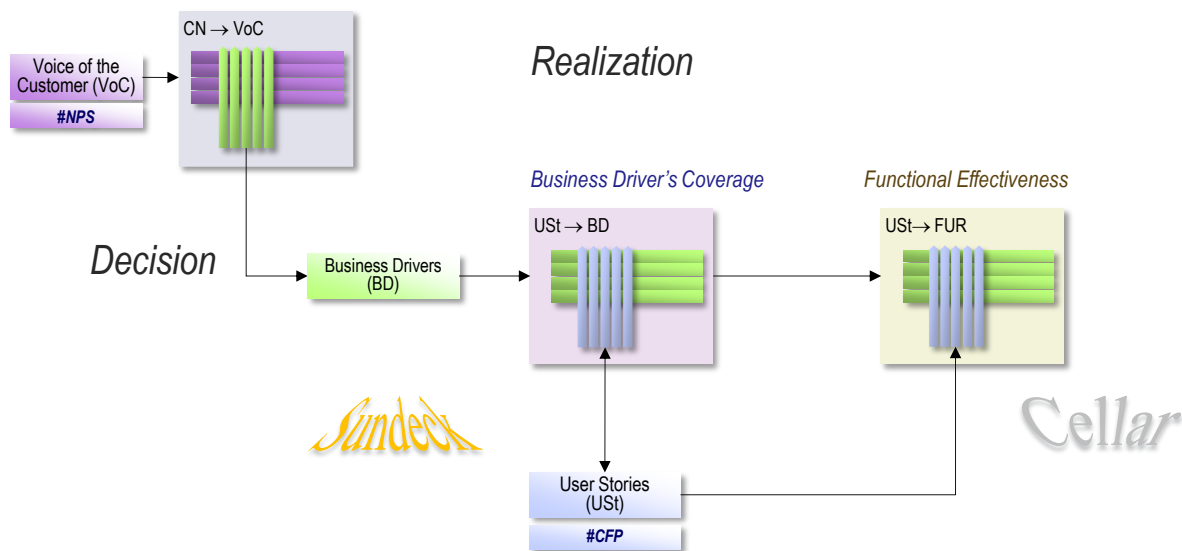 CN → VoC
Realization
Voice of the
Customer (VoC)
#NPS
Business Driver's Coverage
Functional Effectiveness
USt → BD
USt→ FUR
Decision
Business Drivers
(BD)
Sundeck
Cellar
User Stories
(USt)
#CFP